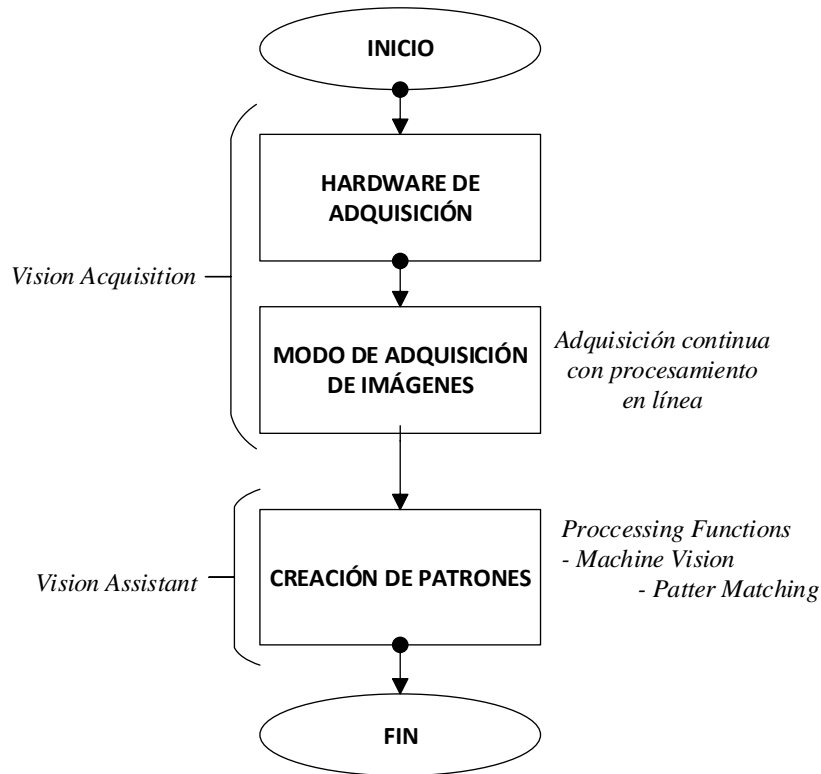 INICIO
HARDWARE DE
ADQUISICIÓN
Vision Acquisition
MODO DE ADQUISICIÓN
DE IMÁGENES
Adquisición continua
con procesamiento
en línea
Vision Assistant
CREACIÓN DE PATRONES
Proccessing Functions
- Machine Vision
- Patter Matching
FIN